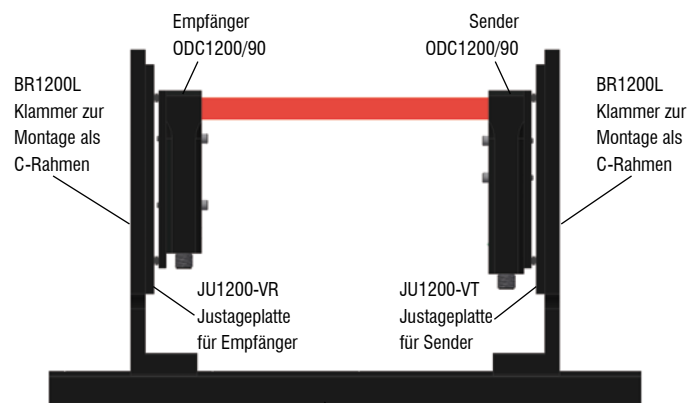 Empfänger
ODC1200/90
Sender
ODC1200/90
BR1200L
Klammer zur
Montage als
C-Rahmen
BR1200L
Klammer zur
Montage als
C-Rahmen
JU1200-VR
Justageplatte
für Empfänger
JU1200-VT
Justageplatte
für Sender